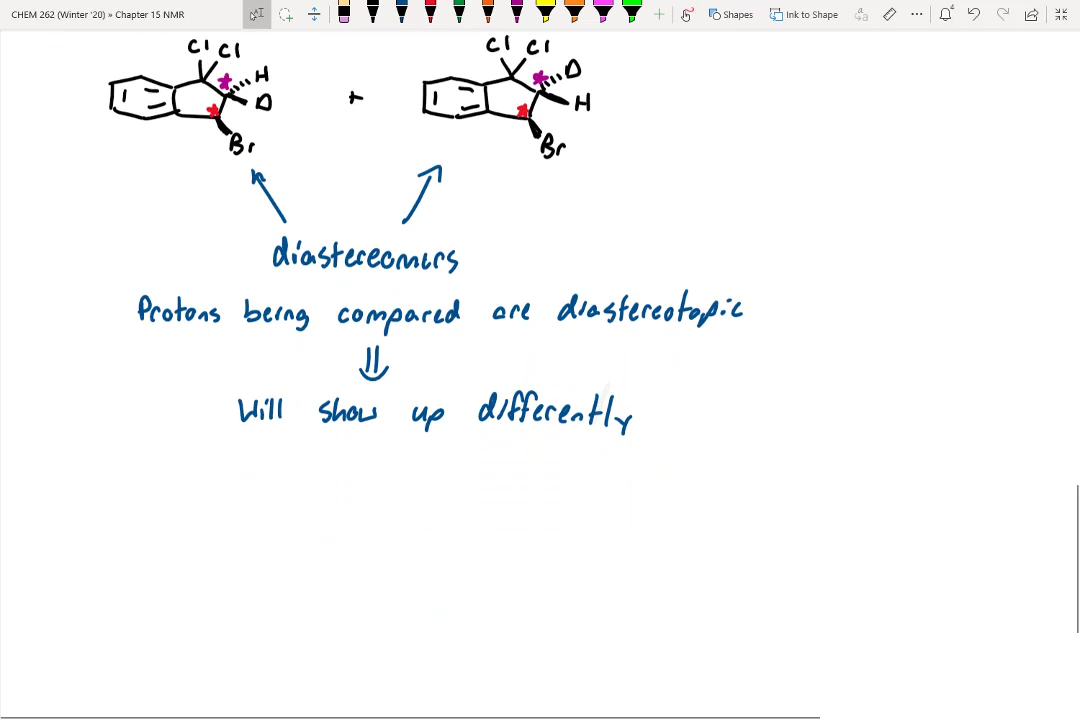 CHEM 262 (Winter '20) » Chapter 15 NMR
Shapes
Ink to Shape
4
Cl Cl Cl Cl
H D
D + H
Br Br
diastereomers
Protons being compared are diastereotopic
Will show up differently